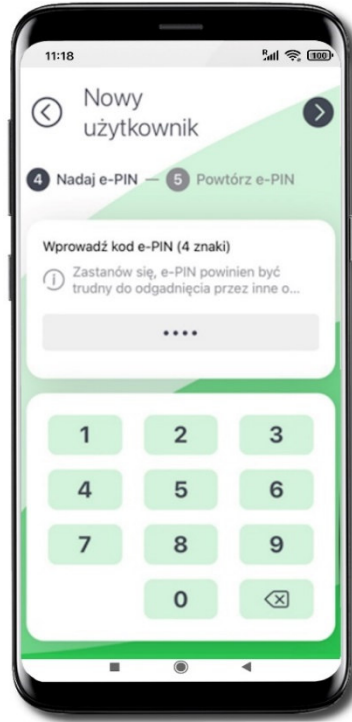 11:18
100
Nowy
użytkownik
4 Nadaj e-PIN — 5 Powtórz e-PIN
Wprowadź kod e-PIN (4 znaki)
Zastanów się, e-PIN powinien być
trudny do odgadnięcia przez inne o...
••••
1 2 3
4 5 6
7 8 9
0